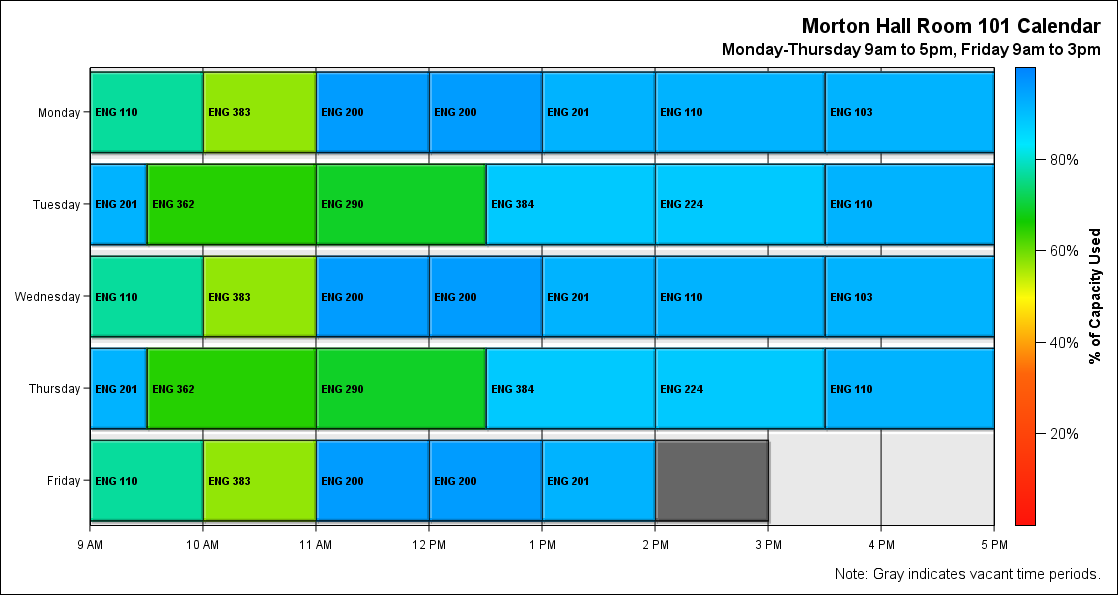 Morton Hall Room 101 Calendar
Monday-Thursday 9am to 5pm, Friday 9am to 3pm
Monday
ENG 110
ENG 383
ENG 200
ENG 200
ENG 201
ENG 110
ENG 103
Tuesday
ENG 201
ENG 362
ENG 290
ENG 384
ENG 224
ENG 110
Wednesday
ENG 110
ENG 383
ENG 200
ENG 200
ENG 201
ENG 110
ENG 103
Thursday
ENG 201
ENG 362
ENG 290
ENG 384
ENG 224
ENG 110
Friday
ENG 110
ENG 383
ENG 200
ENG 200
ENG 201
9 AM
10 AM
11 AM
12 PM
1 PM
2 PM
3 PM
4 PM
5 PM
80%
60%
40%
20%
% of Capacity Used
Note: Gray indicates vacant time periods.